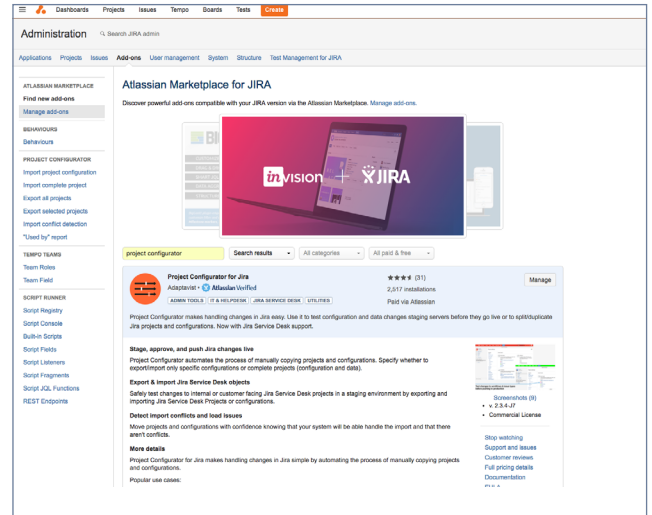 Dashboards Projects Issues Tempo Boards Tests Create
Administration Search JIRA admin
Applications Projects Issues Add-ons User management System Structure Test Management for JIRA
ATLASSIAN MARKETPLACE
Find new add-ons
Manage add-ons
BEHAVIOURS
Behaviours
PROJECT CONFIGURATOR
Import project configuration
Import complete project
Export all projects
Export selected projects
Import conflict detection
"Used by" report
TEMPO TEAMS
Team Roles
Team Field
SCRIPT RUNNER
Script Registry
Script Console
Built-in Scripts
Script Fields
Script Listeners
Script Fragments
Script JQL Functions
REST Endpoints
Atlassian Marketplace for JIRA
Discover powerful add-ons compatible with your JIRA version via the Atlassian Marketplace. Manage add-ons.
invision + JIRA
project configurator Search results All categories All paid & free
Project Configurator for Jira (31) Manage
Adaptavist • Atlassian Verified 2,517 installations
ADMIN TOOLS IT & HELPDESK JIRA SERVICE DESK UTILITIES Paid via Atlassian
Project Configurator makes handling changes in Jira easy. Use it to test configuration and data changes staging servers before they go live or to split/duplicate
Jira projects and configurations. Now with Jira Service Desk support.
Stage, approve, and push Jira changes live
Project Configurator automates the process of manually copying projects and configurations. Specify whether to
export/import only specific configurations or complete projects (configuration and data).
Export & import Jira Service Desk objects
Safely test changes to internal or customer facing Jira Service Desk projects in a staging environment by exporting and
importing Jira Service Desk Projects or configurations.
Detect import conflicts and load issues
Move projects and configurations with confidence knowing that your system will be able handle the import and that there
aren't conflicts.
More details
Project Configurator for Jira makes handling changes in Jira simple by automating the process of manually copying projects
and configurations.
Popular use cases:
Screenshots (8)
• v. 2.3.4-J7
• Commercial License
Stop watching
Support and issues
Customer reviews
Full pricing details
Documentation